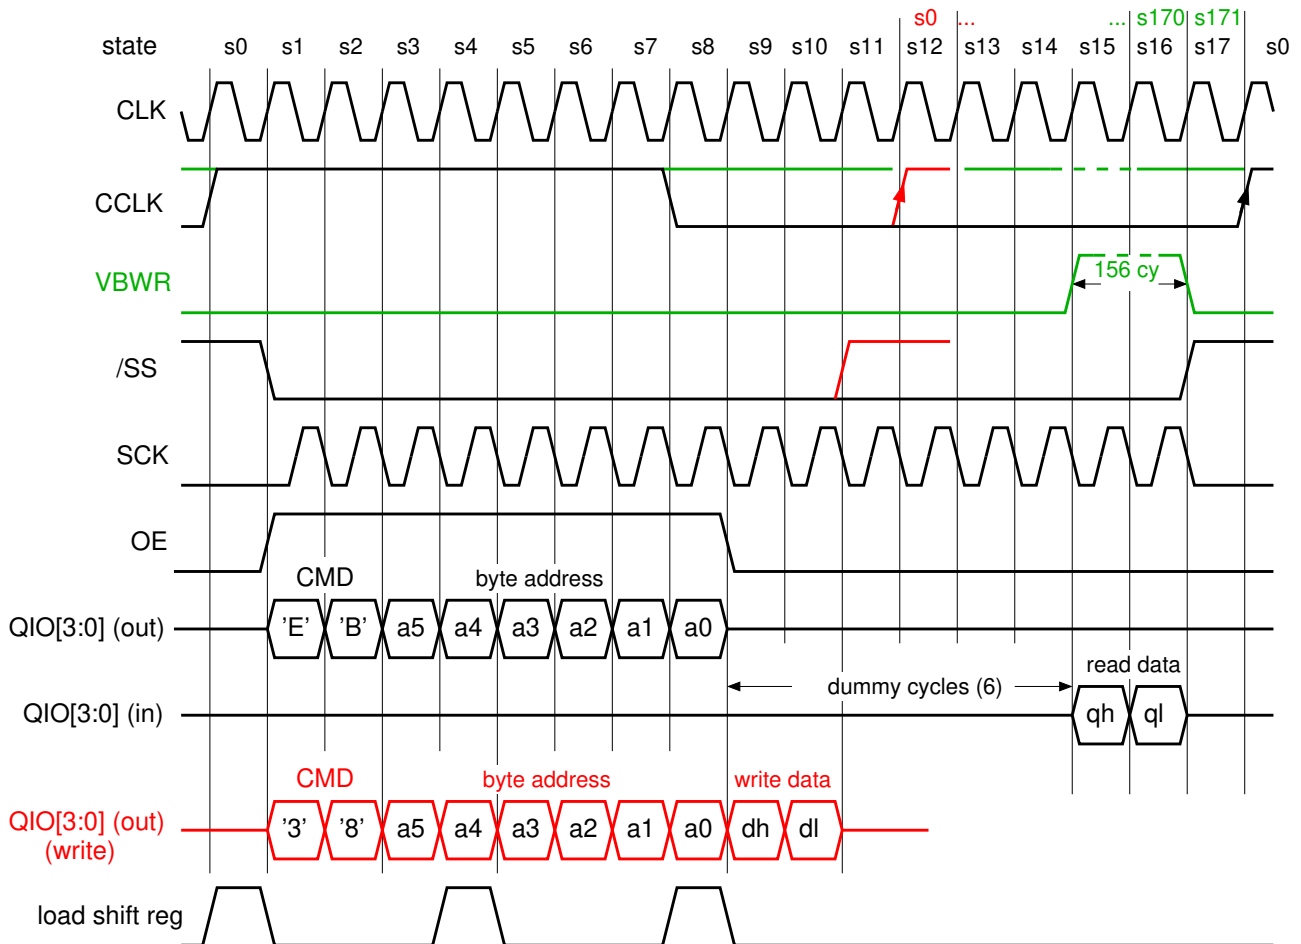 s0 ... ... s170 s171
state s0 s1 s2 s3 s4 s5 s6 s7 s8 s9 s10 s11 s12 s13 s14 s15 s16 s17 s0
CLK
CCLK
VBWR 156 cy
/SS
SCK
OE
CMD byte address
QIO[3:0] (out) 'E' 'B' a5 a4 a3 a2 a1 a0
read data
dummy cycles (6)
QIO[3:0] (in) qh ql
CMD byte address write data
QIO[3:0] (out) '3' '8' a5 a4 a3 a2 a1 a0 dh dl
(write)
load shift reg